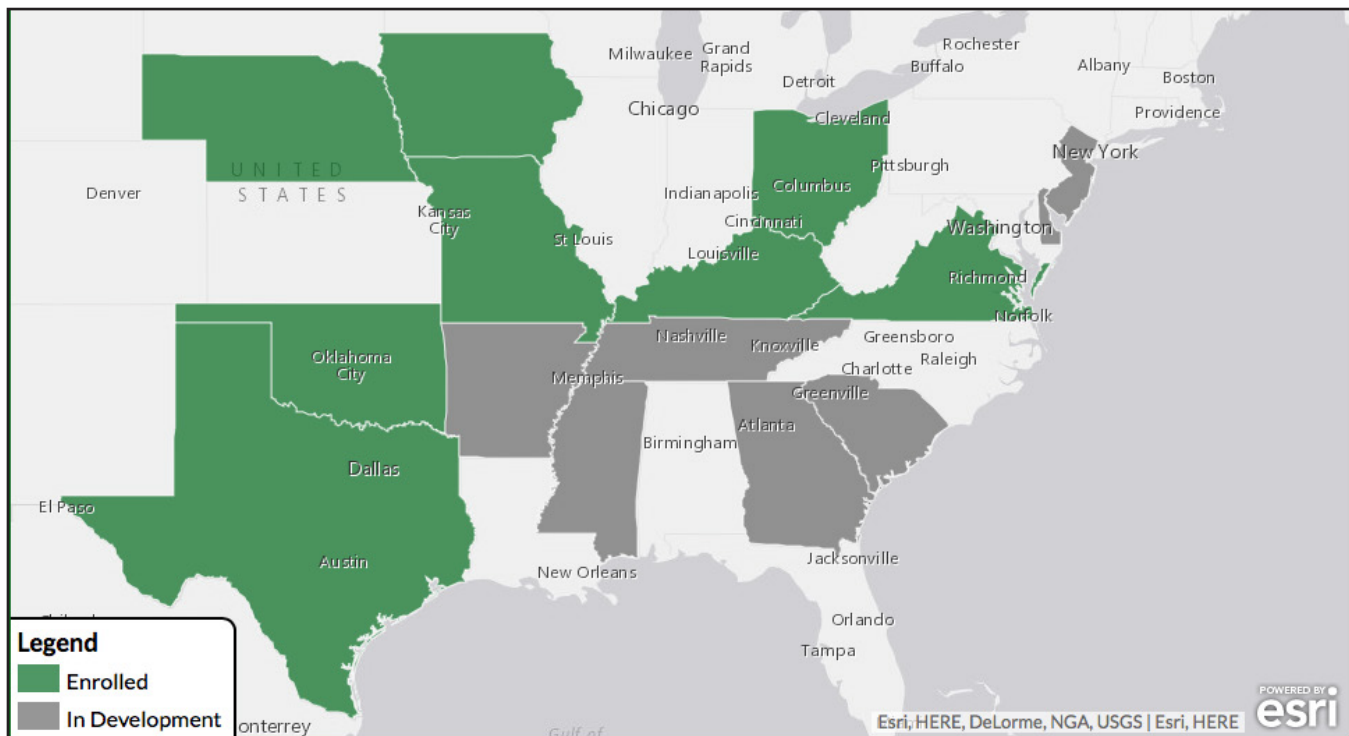 Milwaukee
Grand
Rapids
Rochester
Buffalo
Albany
Boston
Detroit
Chicago
Providence
Cleveland
New York
Pittsburgh
UNITED
STATES
Denver
Columbus
Indianapolis
Kansas
City
Cincinnati
Washington
St Louis
Louisville
Richmond
Norfolk
Nashville
Knoxville
Greensboro
Raleigh
Oklahoma
City
Charlotte
Memphis
Greenville
Atlanta
Birmingham
Dallas
El Paso
Austin
New Orleans
Jacksonville
Orlando
Tampa
Legend
Enrolled
In Development
onterrey
Gulf of
Esri, HERE, DeLorme, NGA, USGS | Esri, HERE
POWERED BY
esri